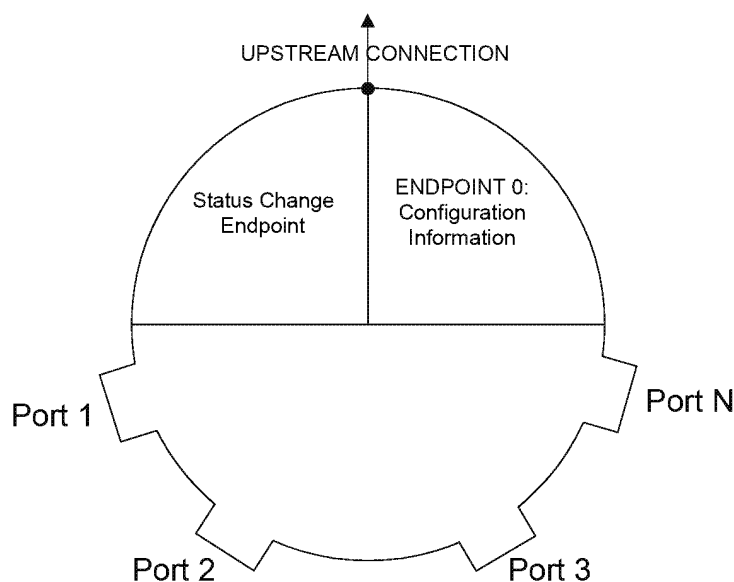 UPSTREAM CONNECTION
Status Change
Endpoint
ENDPOINT 0:
Configuration
Information
Port 1
Port N
Port 2
Port 3